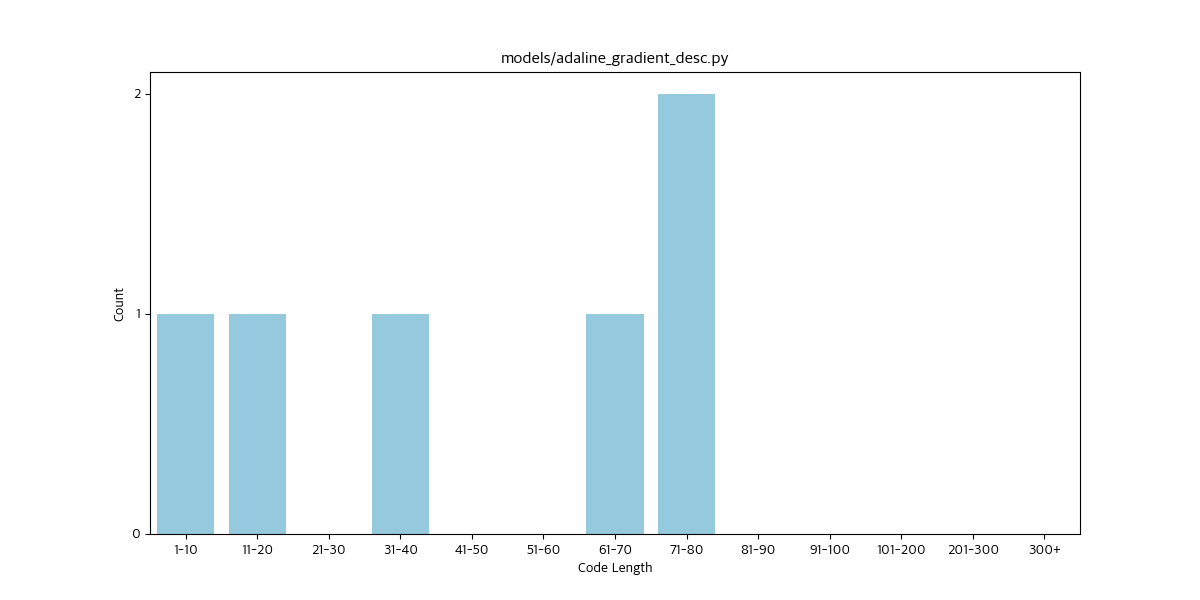 models/adaline_gradient_desc.py
2
1
0
Count
1-10 11-20 21-30 31-40 41-50 51-60 61-70 71-80 81-90 91-100 101-200 201-300 300+
Code Length